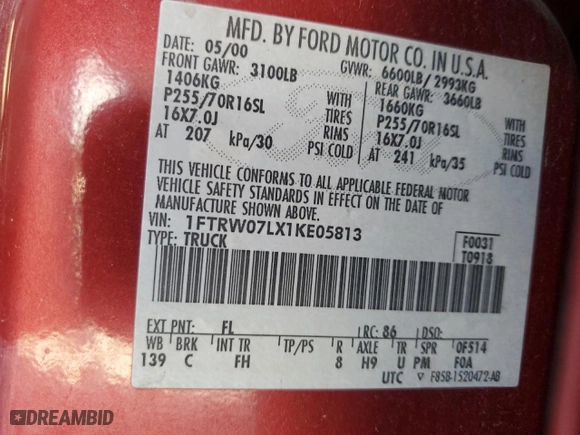 MFD. BY FORD MOTOR CO. IN U.S.A.
DATE: 05/00 GVWR: 6600LB/ 2993KG
FRONT GAWR: 3100LB REAR GAWR: 3660LB
1406KG WITH 1660KG WITH
P255/70R16SL TIRES P255/70R16SL TIRES
16X7.0J RIMS 16X7.0J RIMS
AT 207 kPa/30 PSI COLD AT 241 kPa/35 PSI COLD
THIS VEHICLE CONFORMS TO ALL APPLICABLE FEDERAL MOTOR
VEHICLE SAFETY STANDARDS IN EFFECT ON THE DATE OF
MANUFACTURE SHOWN ABOVE.
VIN: 1FTRW07LX1KE05813
TYPE: TRUCK
F0031
T0918
EXT PNT: FL RC: 86 DSO:
WB BRK INT TR TP/PS R AXLE TR SPR 0F514
139 C FH 8 H9 U PM F0A
UTC F85B-1520472-AB
DREAMBID